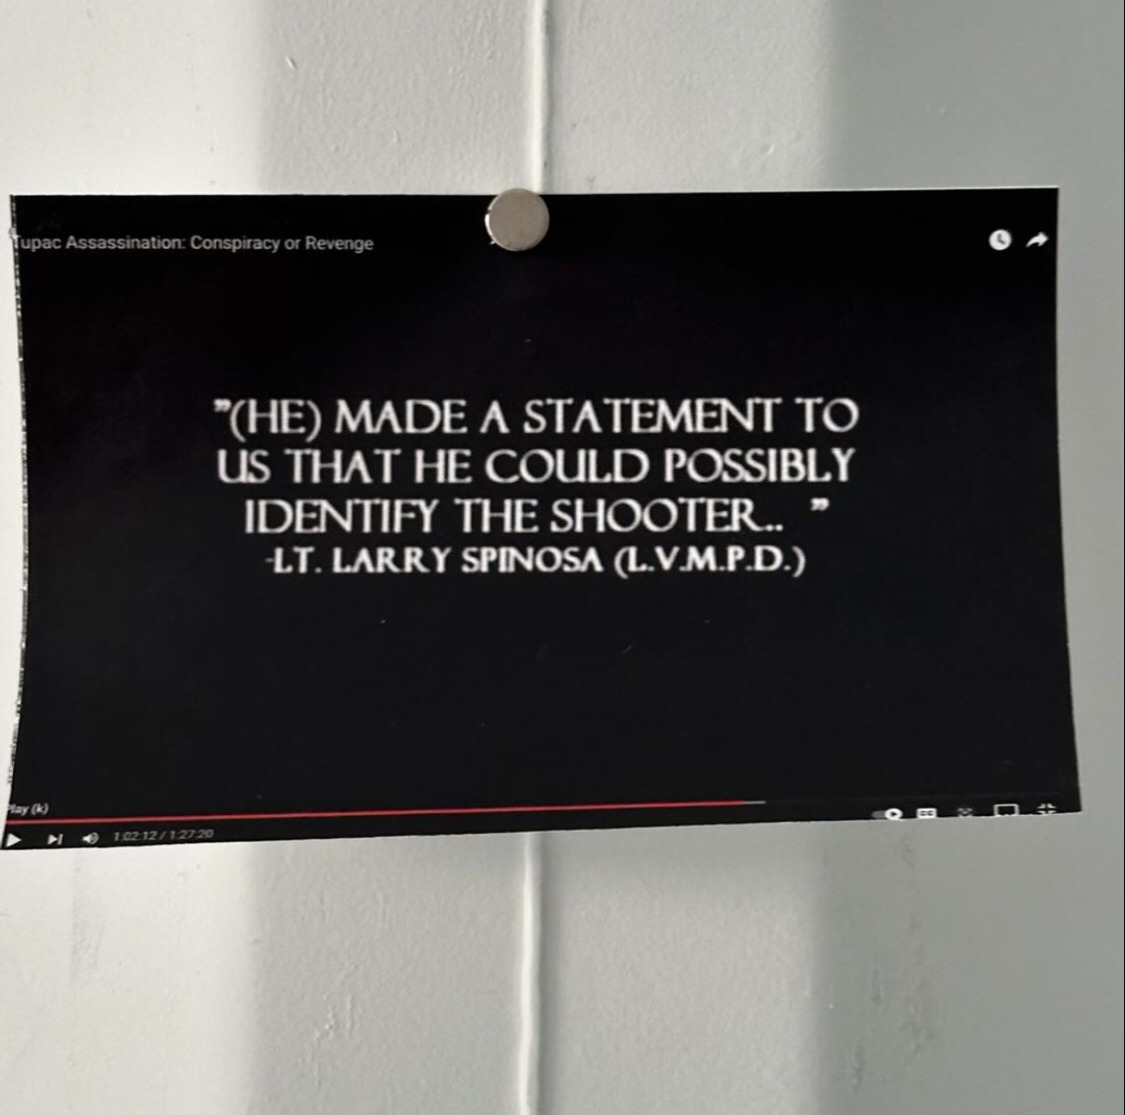 Tupac Assassination: Conspiracy or Revenge
"(HE) MADE A STATEMENT TO
US THAT HE COULD POSSIBLY
IDENTIFY THE SHOOTER.. "
-LT. LARRY SPINOSA (L.V.M.P.D.)
Play (k)
1:02:12 / 1:27:20